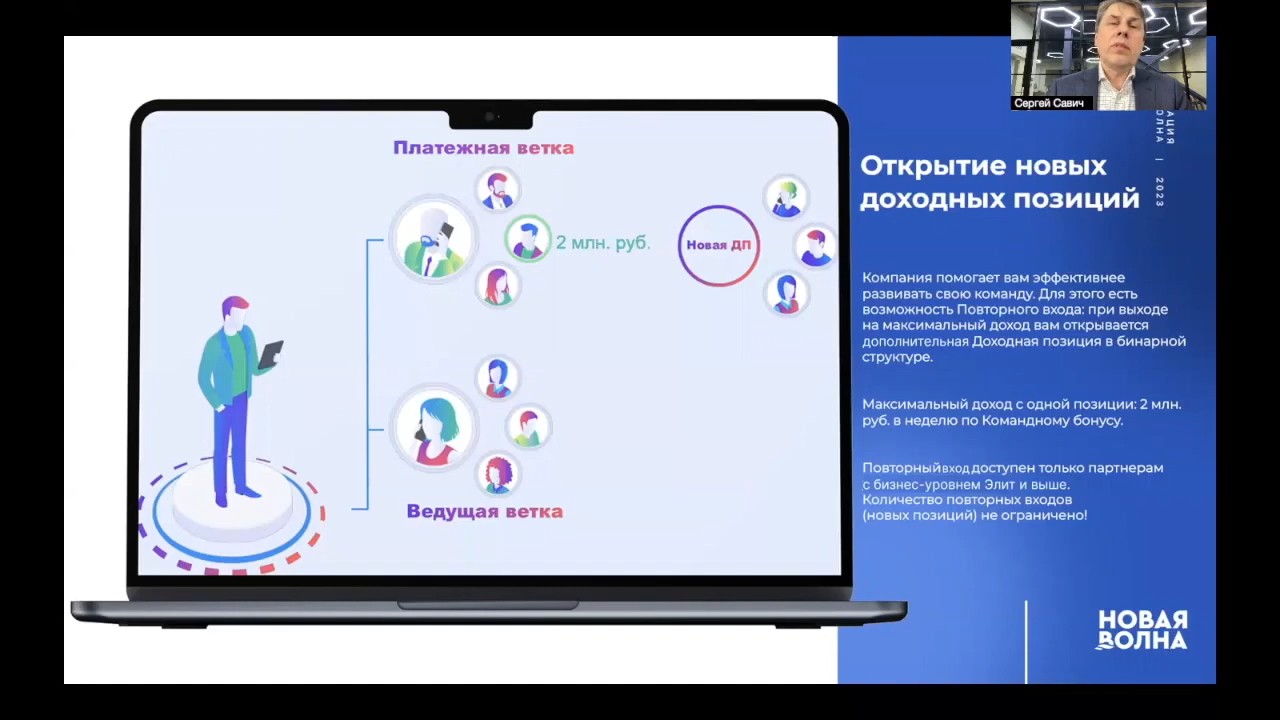 Сергей Савич
АЦИЯ
ОЛНА | 2023
Платежная ветка
2 млн. руб.
Новая ДП
Ведущая ветка
Открытие новых
доходных позиций
Компания помогает вам эффективнее
развивать свою команду. Для этого есть
возможность Повторного входа: при выходе
на максимальный доход вам открывается
дополнительная Доходная позиция в бинарной
структуре.
Максимальный доход с одной позиции: 2 млн.
руб. в неделю по Командному бонусу.
Повторный вход доступен только партнерам
с бизнес-уровнем Элит и выше.
Количество повторных входов
(новых позиций) не ограничено!
НОВАЯ
ВОЛНА